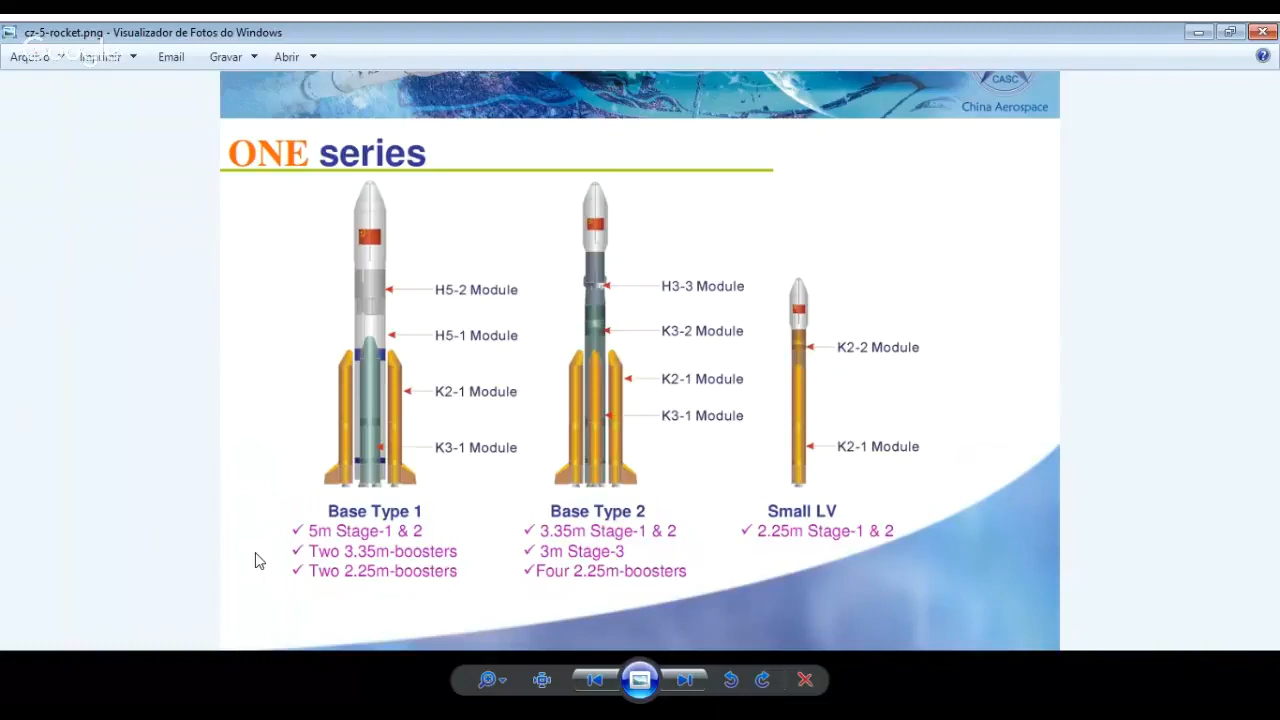 cz-5-rocket.png - Visualizador de Fotos do Windows
Arquivo Imprimir Email Gravar Abrir
CASC
China Aerospace
ONE series
H5-2 Module
H5-1 Module
K2-1 Module
K3-1 Module
Base Type 1
✓ 5m Stage-1 & 2
✓ Two 3.35m-boosters
✓ Two 2.25m-boosters
H3-3 Module
K3-2 Module
K2-1 Module
K3-1 Module
Base Type 2
✓ 3.35m Stage-1 & 2
✓ 3m Stage-3
✓Four 2.25m-boosters
K2-2 Module
K2-1 Module
Small LV
✓ 2.25m Stage-1 & 2